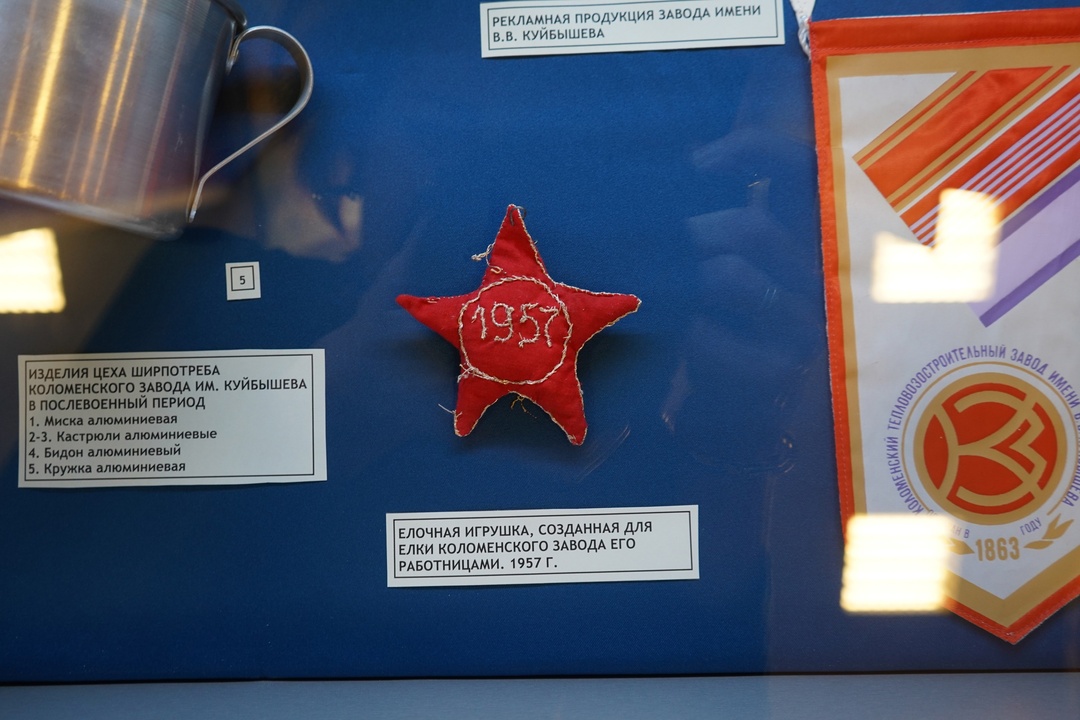 РЕКЛАМНАЯ ПРОДУКЦИЯ ЗАВОДА ИМЕНИ
В.В. КУЙБЫШЕВА
5
1957
ИЗДЕЛИЯ ЦЕХА ШИРПОТРЕБА
КОЛОМЕНСКОГО ЗАВОДА ИМ. КУЙБЫШЕВА
В ПОСЛЕВОЕННЫЙ ПЕРИОД
1. Миска алюминиевая
2-3. Кастрюли алюминиевые
4. Бидон алюминиевый
5. Кружка алюминиевая
КОЛОМЕНСКИЙ ТЕПЛОВОЗОСТРОИТЕЛЬНЫЙ ЗАВОД ИМЕНИ
В
ГОДУ
1863
ЕЛОЧНАЯ ИГРУШКА, СОЗДАННАЯ ДЛЯ
ЕЛКИ КОЛОМЕНСКОГО ЗАВОДА ЕГО
РАБОТНИЦАМИ. 1957 Г.